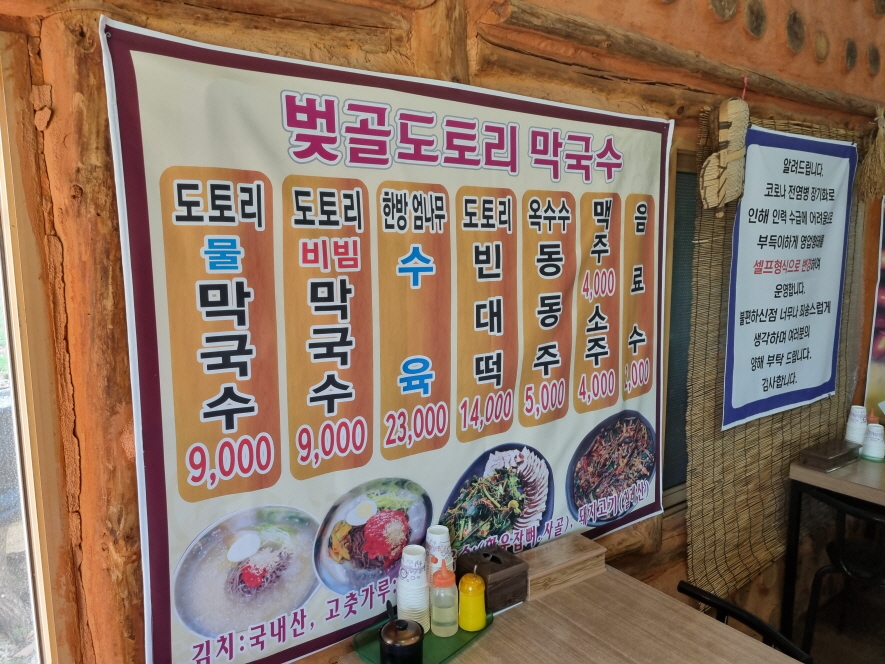 벚골도토리 막국수
도토리 물 막국수 9,000
도토리 비빔 막국수 9,000
한방 엄나무 수육 23,000
도토리 빈대떡 14,000
옥수수 동동주 5,000
맥주 4,000
소주 4,000
음료수 ,000
김치:국내산, 고춧가루:
사골), 돼지고기
알려드립니다.
코로나 전염병 장기화로
인해 인력 수급에 어려움으로
부득이하게 영업형태를
셀프형식으로 변경하여
운영합니다.
불편하신점 너무나 죄송스럽게
생각하며 여러분의
양해 부탁 드립니다.
감사합니다.